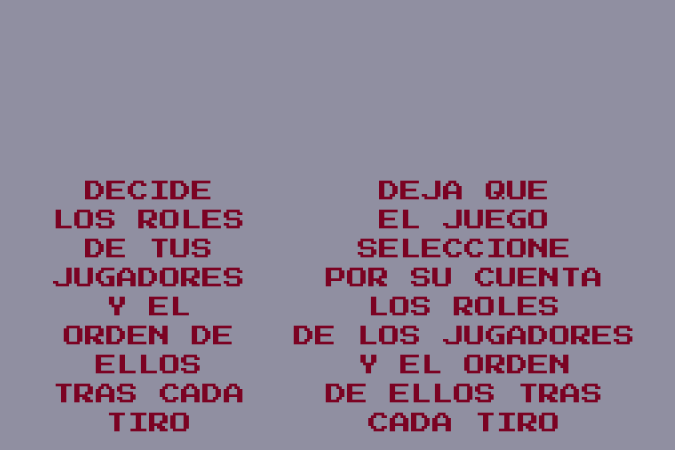 DECIDE
LOS ROLES
DE TUS
JUGADORES
Y EL
ORDEN DE
ELLOS
TRAS CADA
TIRO
DEJA QUE
EL JUEGO
SELECCIONE
POR SU CUENTA
LOS ROLES
DE LOS JUGADORES
Y EL ORDEN
DE ELLOS TRAS
CADA TIRO